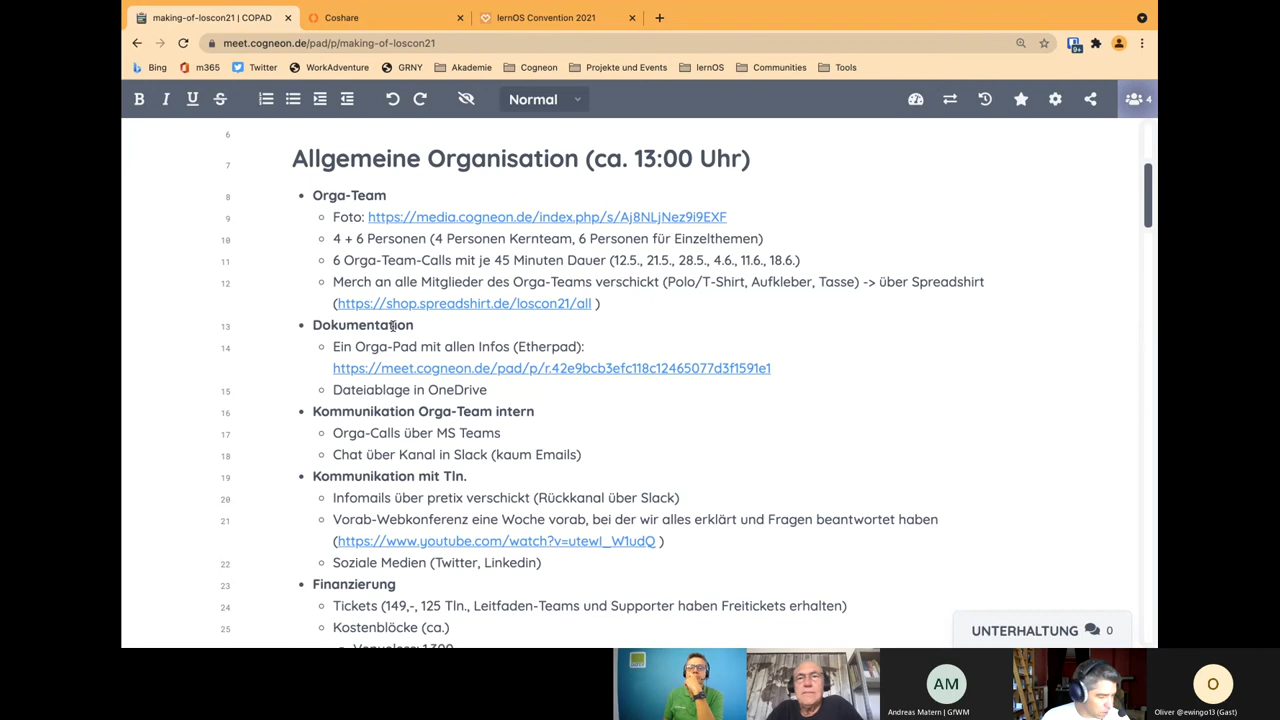 making-of-loscon21 | COPAD
Coshare
lernOS Convention 2021
meet.cogneon.de/pad/p/making-of-loscon21
9+
Bing
m365
Twitter
WorkAdventure
GRNY
Akademie
Cogneon
Projekte und Events
lernOS
Communities
Tools
B I U S
Normal
4
6
7 Allgemeine Organisation (ca. 13:00 Uhr)
8 • Orga-Team
9 ◦ Foto: https://media.cogneon.de/index.php/s/Aj8NLjNez9i9EXF
10 ◦ 4 + 6 Personen (4 Personen Kernteam, 6 Personen für Einzelthemen)
11 ◦ 6 Orga-Team-Calls mit je 45 Minuten Dauer (12.5., 21.5., 28.5., 4.6., 11.6., 18.6.)
12 ◦ Merch an alle Mitglieder des Orga-Teams verschickt (Polo/T-Shirt, Aufkleber, Tasse) -> über Spreadshirt
(https://shop.spreadshirt.de/loscon21/all )
13 • Dokumentation
14 ◦ Ein Orga-Pad mit allen Infos (Etherpad):
https://meet.cogneon.de/pad/p/r.42e9bcb3efc118c12465077d3f1591e1
15 ◦ Dateiablage in OneDrive
16 • Kommunikation Orga-Team intern
17 ◦ Orga-Calls über MS Teams
18 ◦ Chat über Kanal in Slack (kaum Emails)
19 • Kommunikation mit Tln.
20 ◦ Infomails über pretix verschickt (Rückkanal über Slack)
21 ◦ Vorab-Webkonferenz eine Woche vorab, bei der wir alles erklärt und Fragen beantwortet haben
(https://www.youtube.com/watch?v=utewI_W1udQ )
22 ◦ Soziale Medien (Twitter, Linkedin)
23 • Finanzierung
24 ◦ Tickets (149,-, 125 Tln., Leitfaden-Teams und Supporter haben Freitickets erhalten)
25 ◦ Kostenblöcke (ca.)
UNTERHALTUNG 0
AM
Andreas Matern | GfWM
O
Oliver @ewingo13 (Gast)